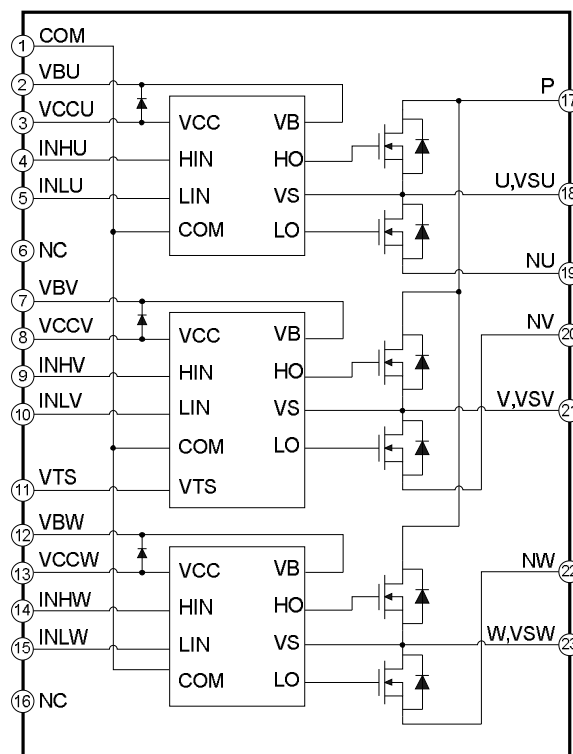 1 COM
2 VBU
3 VCCU
4 INHU
5 INLU
6 NC
7 VBV
8 VCCV
9 INHV
10 INLV
11 VTS
12 VBW
13 VCCW
14 INHW
15 INLW
16 NC
VCC VB
HIN HO
LIN VS
COM LO
VCC VB
HIN HO
LIN VS
COM LO
VTS
VCC VB
HIN HO
LIN VS
COM LO
P 17
U,VSU 18
NU 19
NV 20
V,VSV 21
NW 22
W,VSW 23